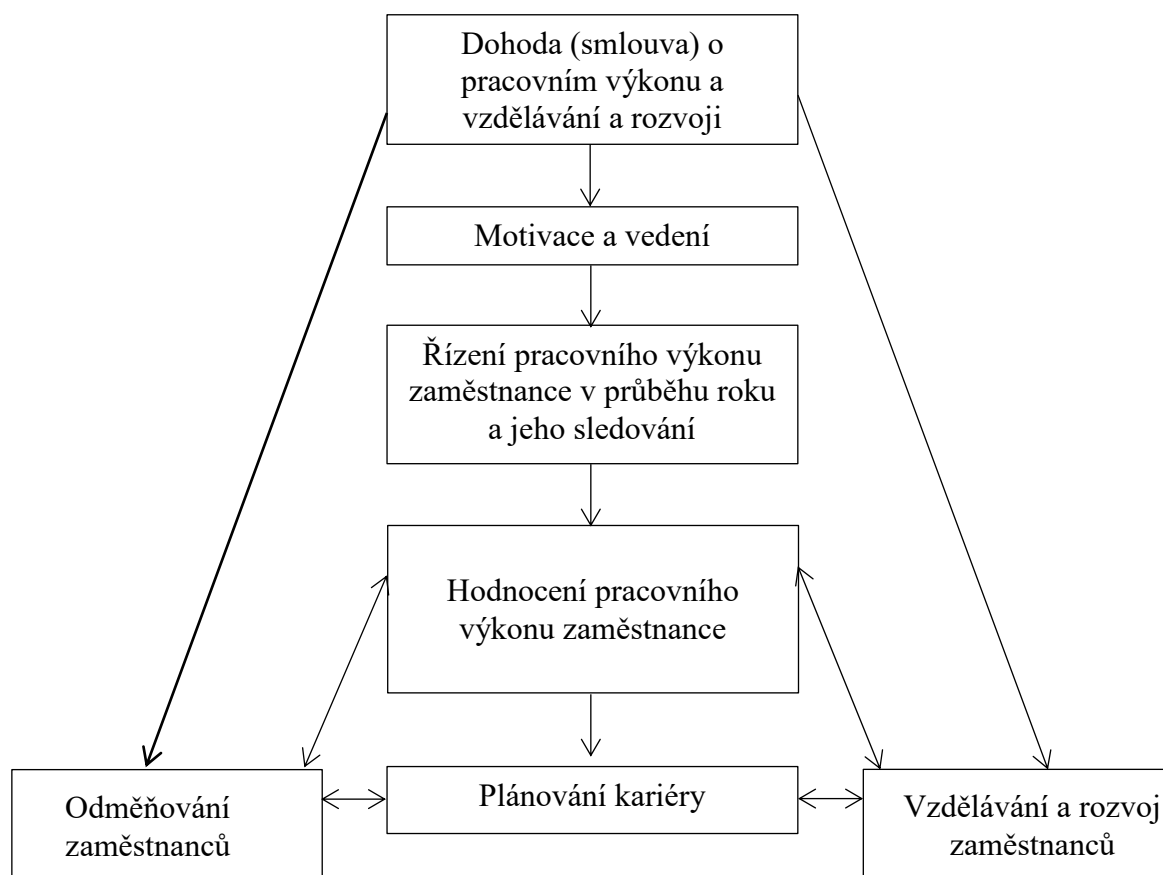 Dohoda (smlouva) o
pracovním výkonu a
vzdělávání a rozvoji
Motivace a vedení
Řízení pracovního výkonu
zaměstnance v průběhu roku
a jeho sledování
Hodnocení pracovního
výkonu zaměstnance
Odměňování
zaměstnanců
Plánování kariéry
Vzdělávání a rozvoj
zaměstnanců